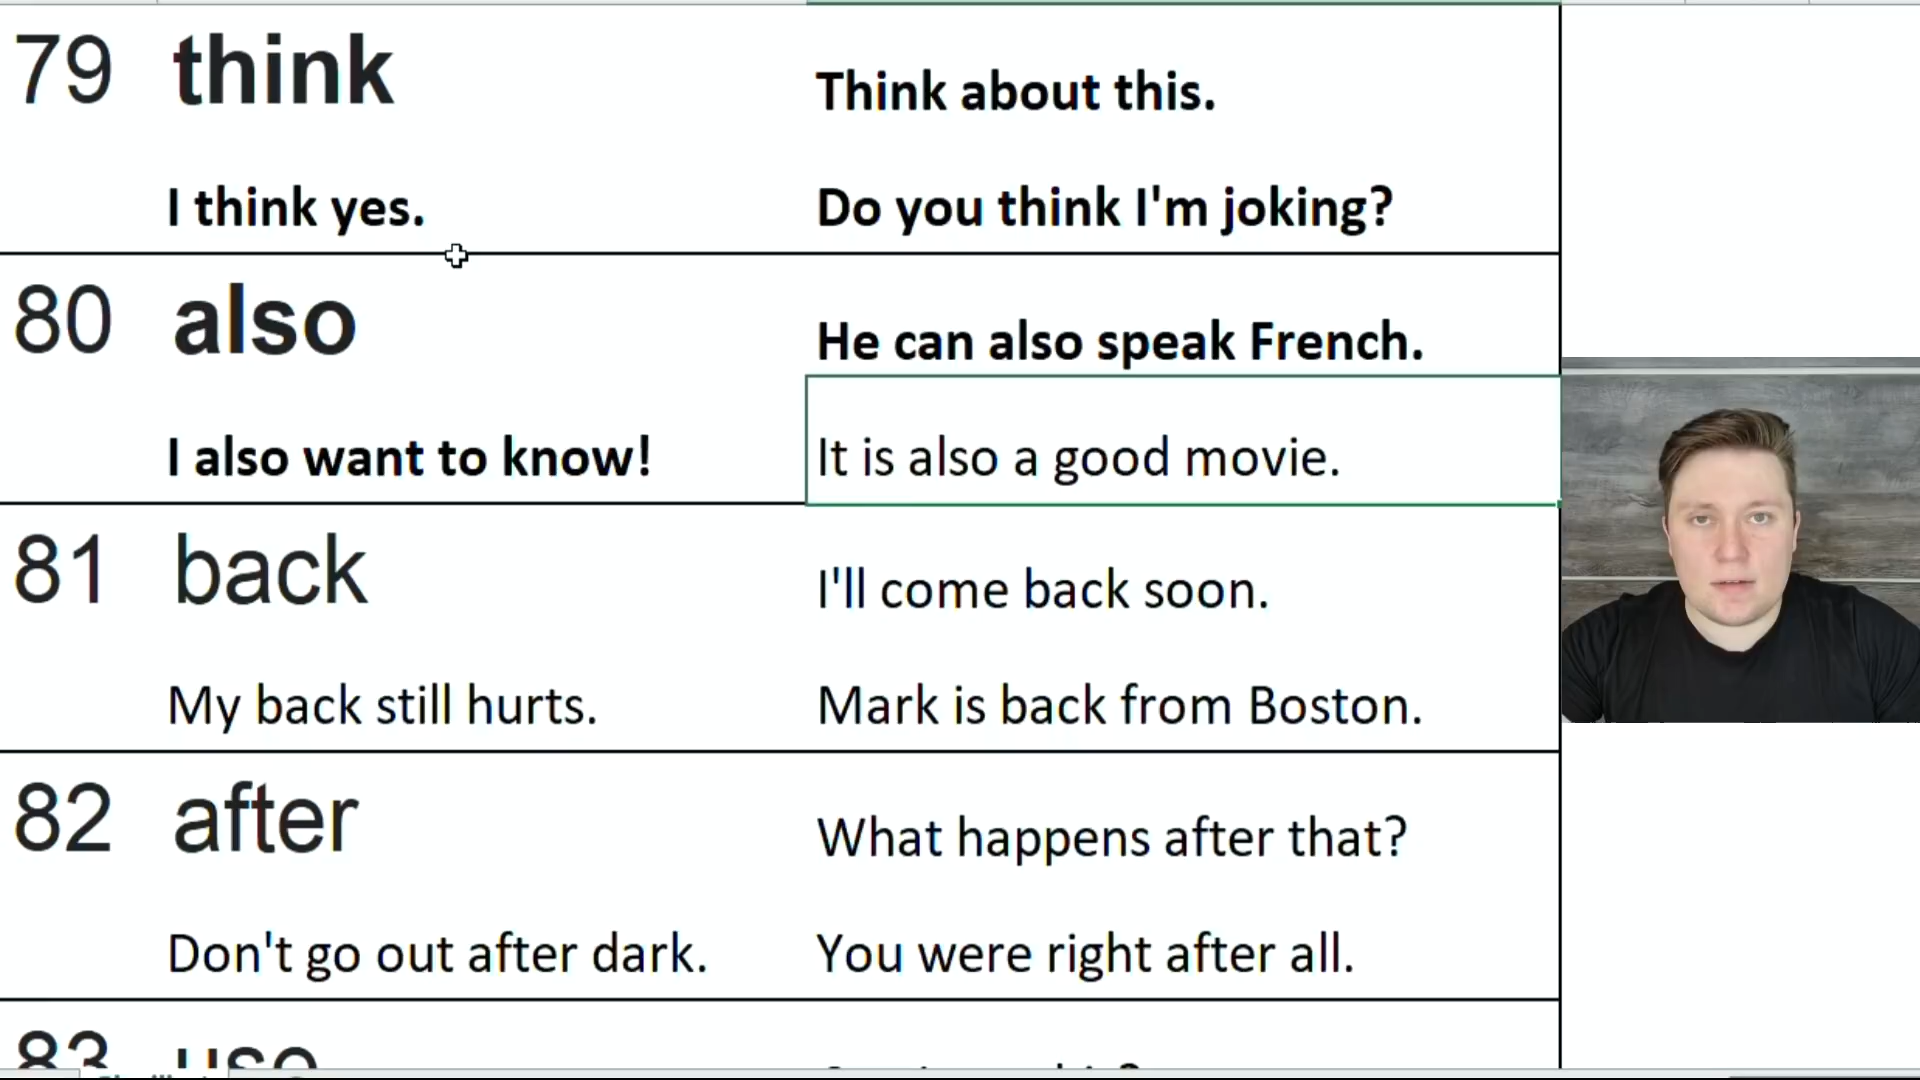 79 think Think about this.
I think yes. Do you think I'm joking?
80 also He can also speak French.
I also want to know! It is also a good movie.
81 back I'll come back soon.
My back still hurts. Mark is back from Boston.
82 after What happens after that?
Don't go out after dark. You were right after all.
83 use